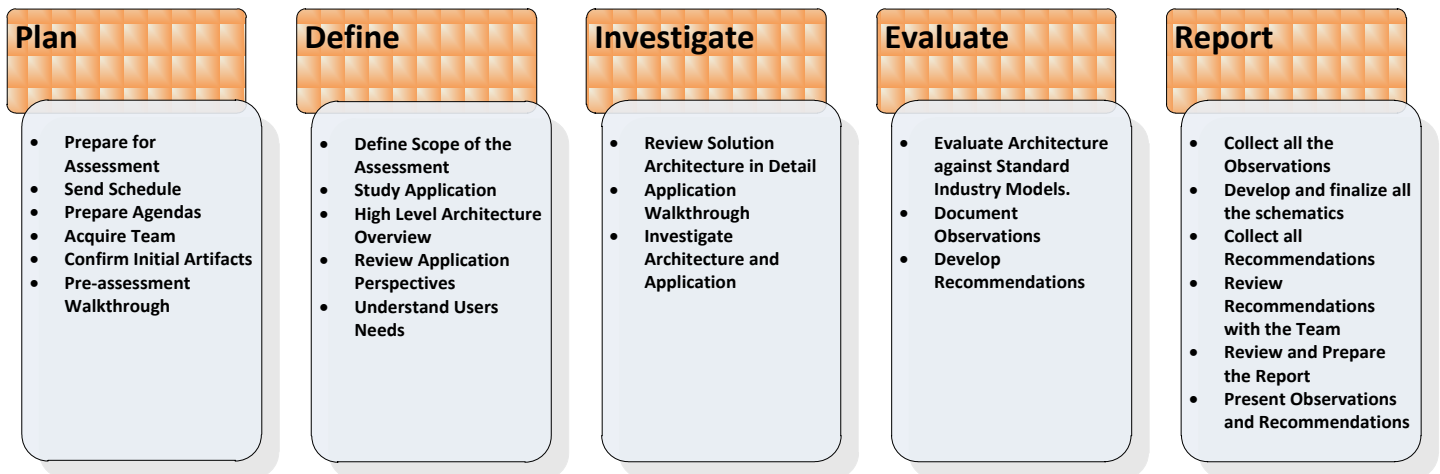 Plan
• Prepare for
Assessment
• Send Schedule
• Prepare Agendas
• Acquire Team
• Confirm Initial Artifacts
• Pre-assessment
Walkthrough
Define
• Define Scope of the
Assessment
• Study Application
• High Level Architecture
Overview
• Review Application
Perspectives
• Understand Users
Needs
Investigate
• Review Solution
Architecture in Detail
• Application
Walkthrough
• Investigate
Architecture and
Application
Evaluate
• Evaluate Architecture
against Standard
Industry Models.
• Document
Observations
• Develop
Recommendations
Report
• Collect all the
Observations
• Develop and finalize all
the schematics
• Collect all
Recommendations
• Review
Recommendations
with the Team
• Review and Prepare
the Report
• Present Observations
and Recommendations